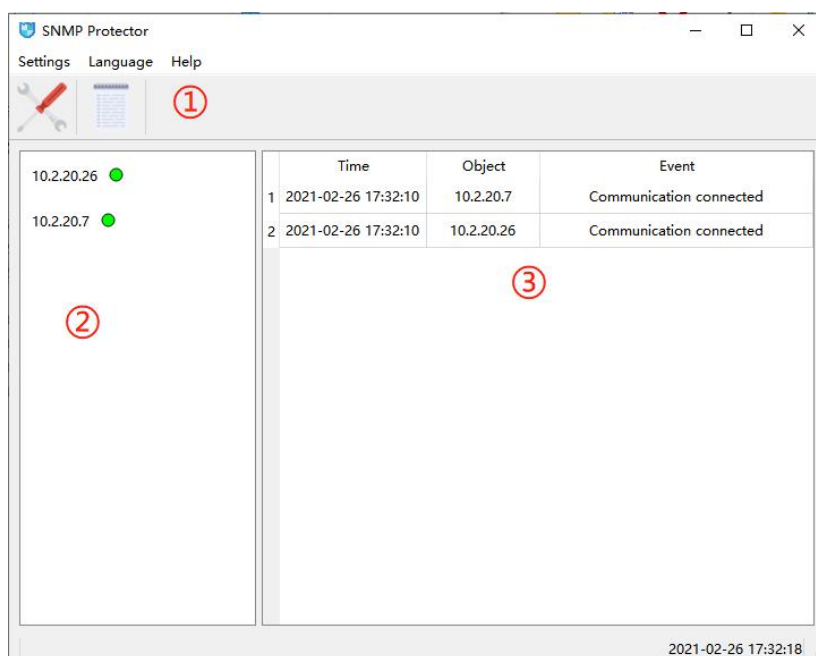 SNMP Protector
Settings Language Help
①
10.2.20.26
10.2.20.7
②
Time Object Event
1 2021-02-26 17:32:10 10.2.20.7 Communication connected
2 2021-02-26 17:32:10 10.2.20.26 Communication connected
③
2021-02-26 17:32:18